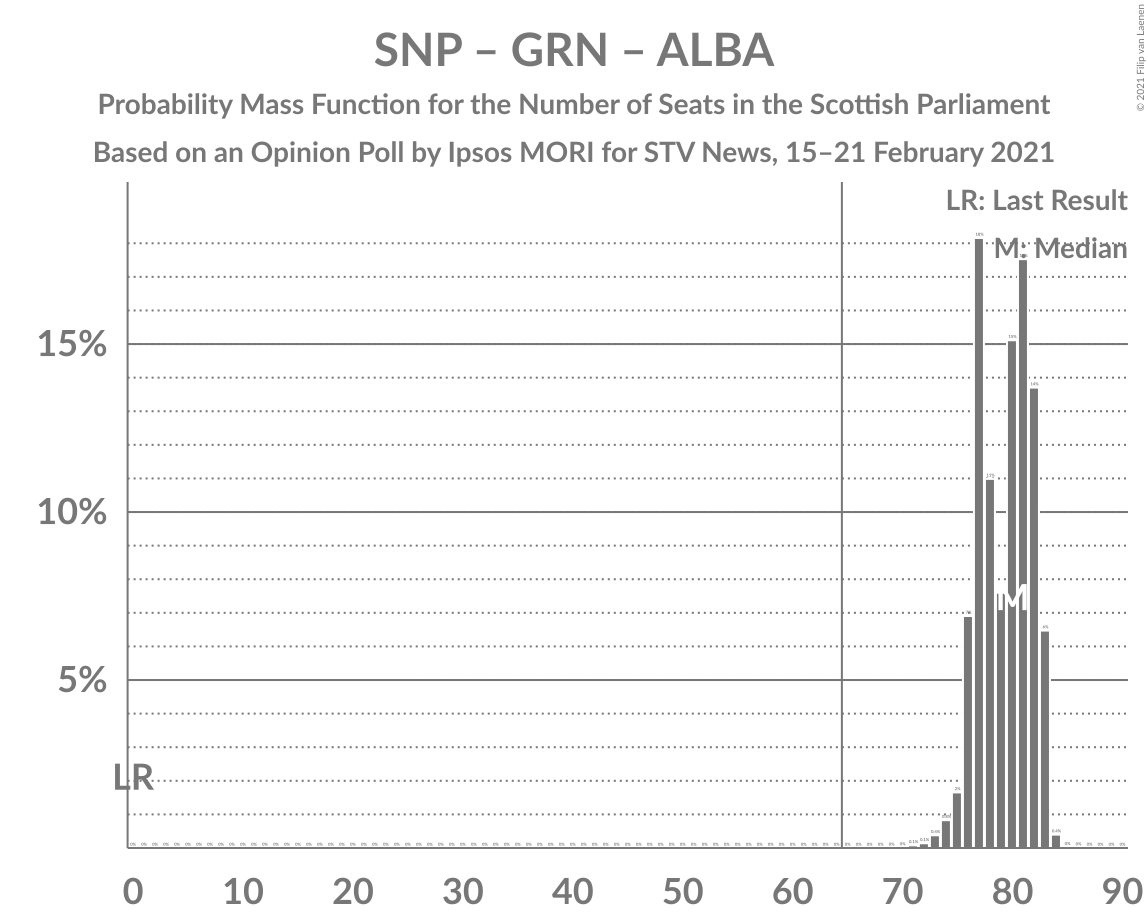 SNP – GRN – ALBA
Probability Mass Function for the Number of Seats in the Scottish Parliament
Based on an Opinion Poll by Ipsos MORI for STV News, 15–21 February 2021
© 2021 Filip van Laenen
LR: Last Result
M: Median
15%
10%
5%
LR
M
0 10 20 30 40 50 60 70 80 90